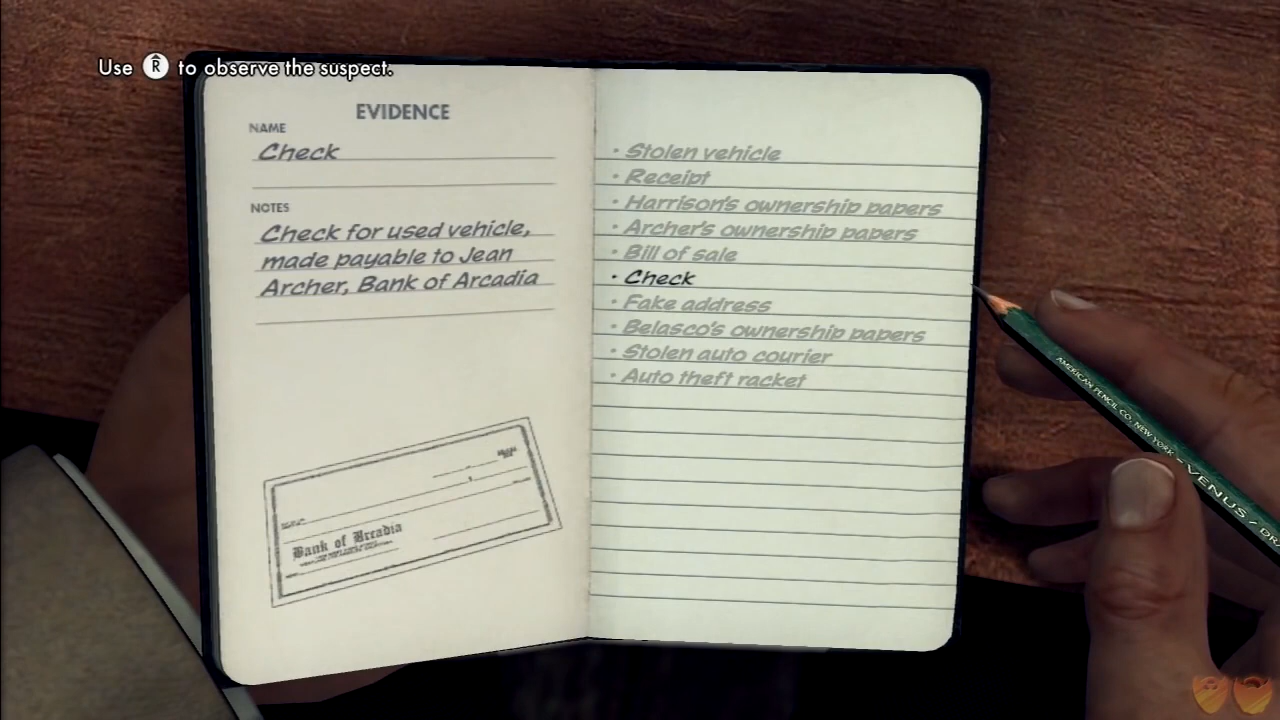 Use R to observe the suspect.
EVIDENCE
NAME
Check
NOTES
Check for used vehicle,
made payable to Jean
Archer, Bank of Arcadia
Bank of Arcadia
• Stolen vehicle
• Receipt
• Harrison's ownership papers
• Archer's ownership papers
• Bill of sale
• Check
• Fake address
• Belasco's ownership papers
• Stolen auto courier
• Auto theft racket
AMERICAN PENCIL CO. NEW YORK - VENUS / DRA